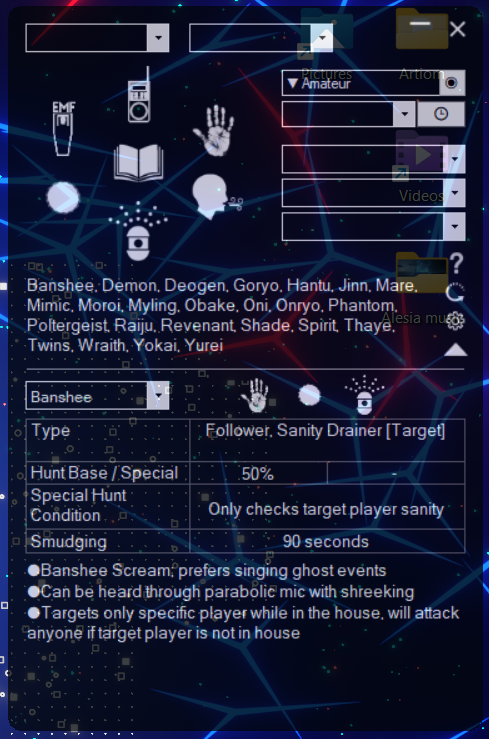 Pictures
Artion
▼ Amateur
EMF
Videos
Banshee, Demon, Deogen, Goryo, Hantu, Jinn, Mare,
Mimic, Moroi, Myling, Obake, Oni, Onryo, Phantom,
Poltergeist, Raiju, Revenant, Shade, Spirit, Thaye,
Twins, Wraith, Yokai, Yurei
?
Alesia mu
Banshee
Type Follower, Sanity Drainer [Target]
Hunt Base / Special 50% -
Special Hunt
Condition Only checks target player sanity
Smudging 90 seconds
●Banshee Scream, prefers singing ghost events
●Can be heard through parabolic mic with shreeking
●Targets only specific player while in the house, will attack
anyone if target player is not in house